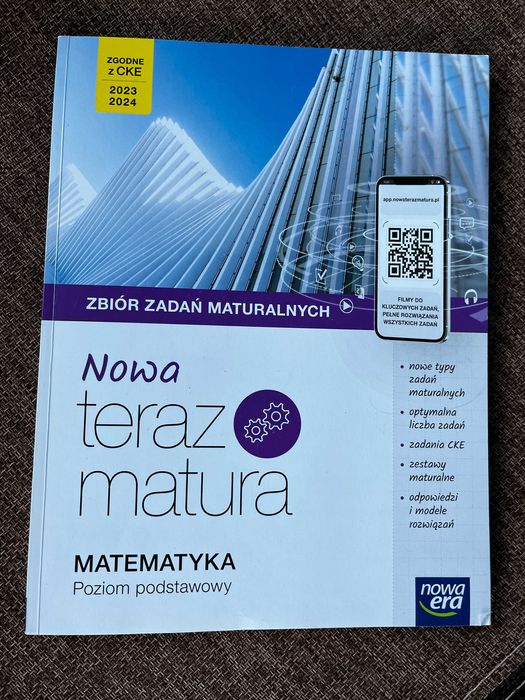 ZGODNE
z CKE
2023
2024
app.nowaterazmatura.pl
FILMY DO
KLUCZOWYCH ZADAŃ,
PEŁNE ROZWIĄZANIA
WSZYSTKICH ZADAŃ
ZBIÓR ZADAŃ MATURALNYCH
Nowa
teraz
matura
• nowe typy
zadań
maturalnych
• optymalna
liczba zadań
• zadania CKE
• zestawy
maturalne
• odpowiedzi
i modele
rozwiązań
MATEMATYKA
Poziom podstawowy
nowa
era